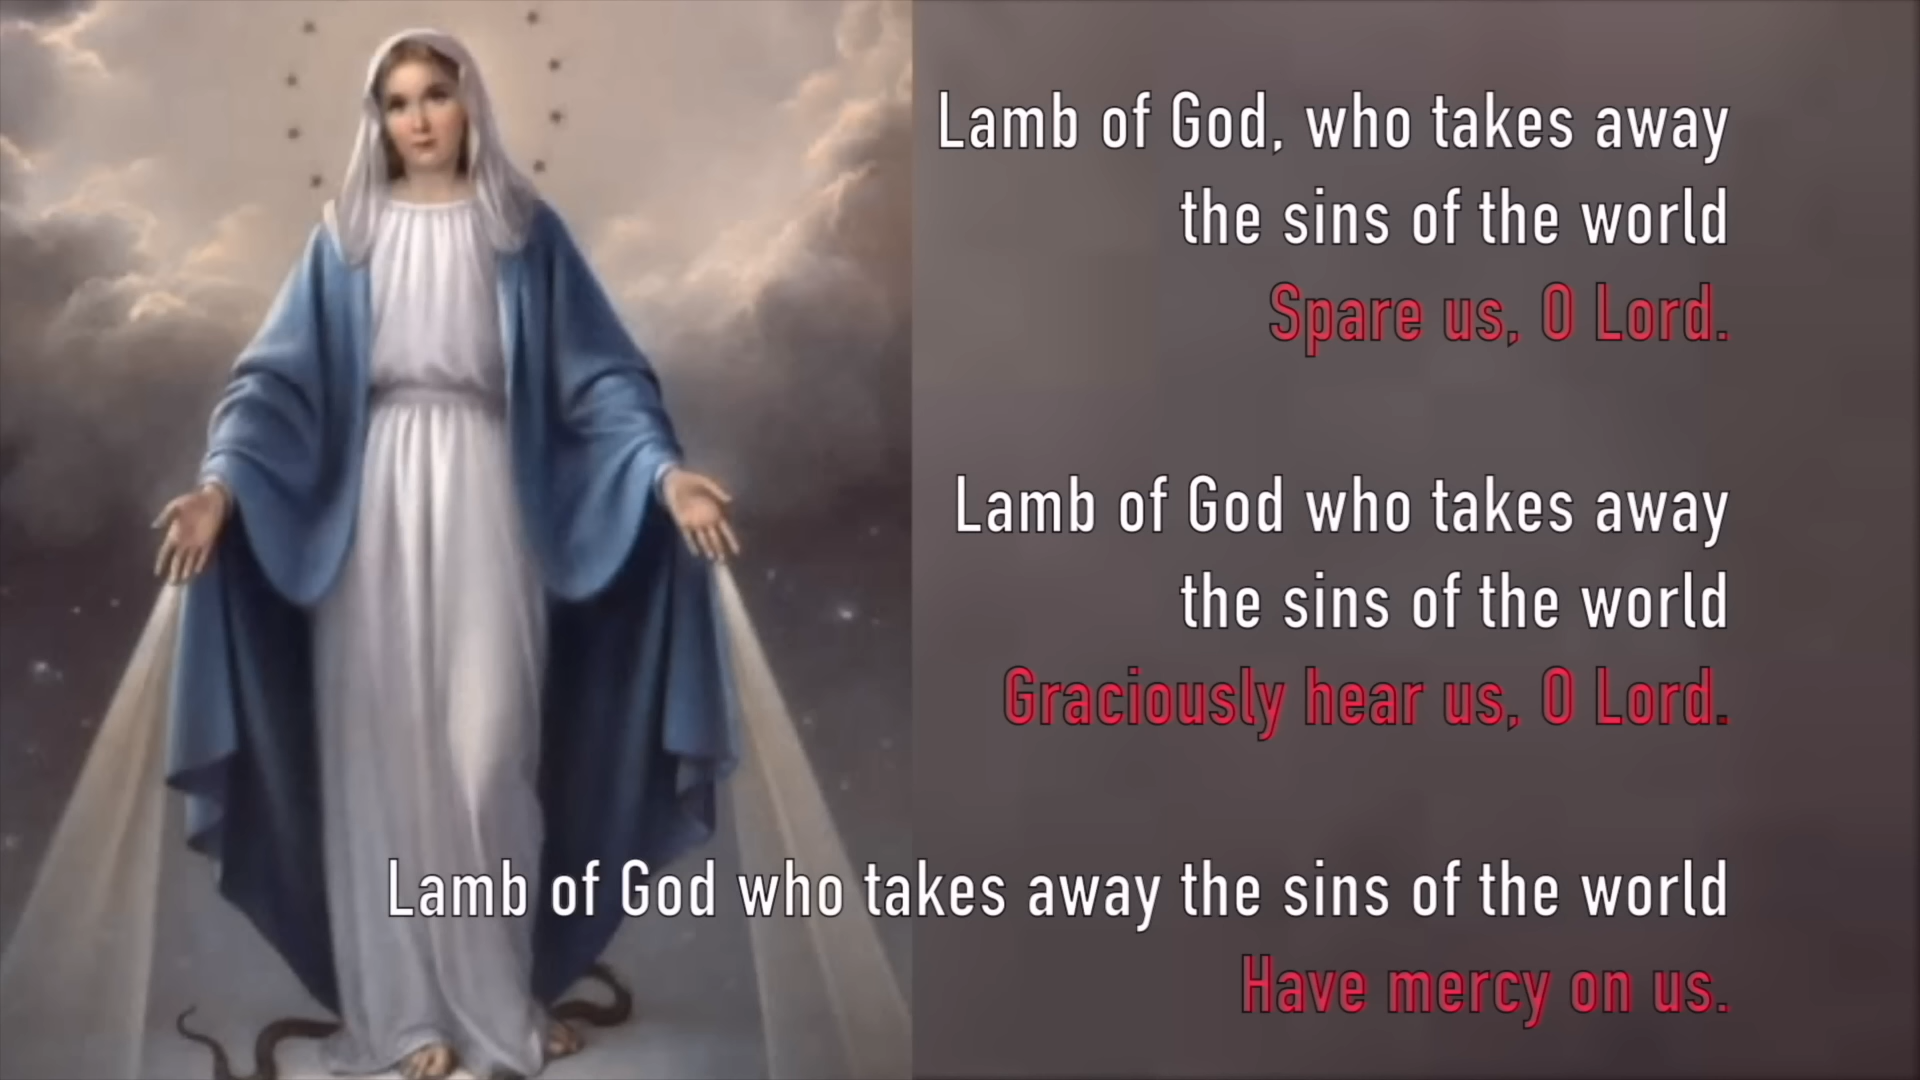 Lamb of God, who takes away
the sins of the world
Spare us, O Lord.
Lamb of God who takes away
the sins of the world
Graciously hear us, O Lord.
Lamb of God who takes away the sins of the world
Have mercy on us.